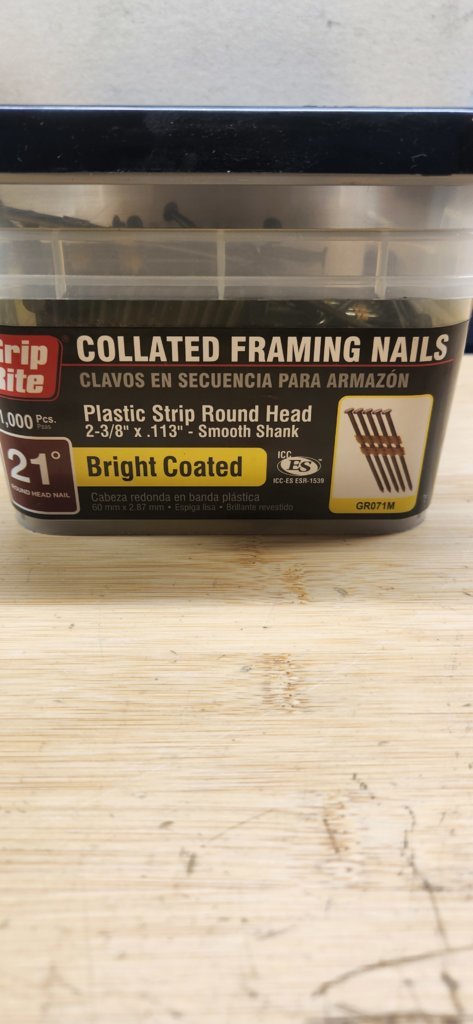 Grip
Rite
COLLATED FRAMING NAILS
CLAVOS EN SECUENCIA PARA ARMAZÓN
1,000 Pcs.
Pzas
Plastic Strip Round Head
2-3/8" x .113" - Smooth Shank
21°
ROUND HEAD NAIL
Bright Coated
ICC
ES
ICC-ES ESR-1539
Cabeza redonda en banda plástica
60 mm x 2.87 mm • Espiga lisa • Brillante revestido
GR071M